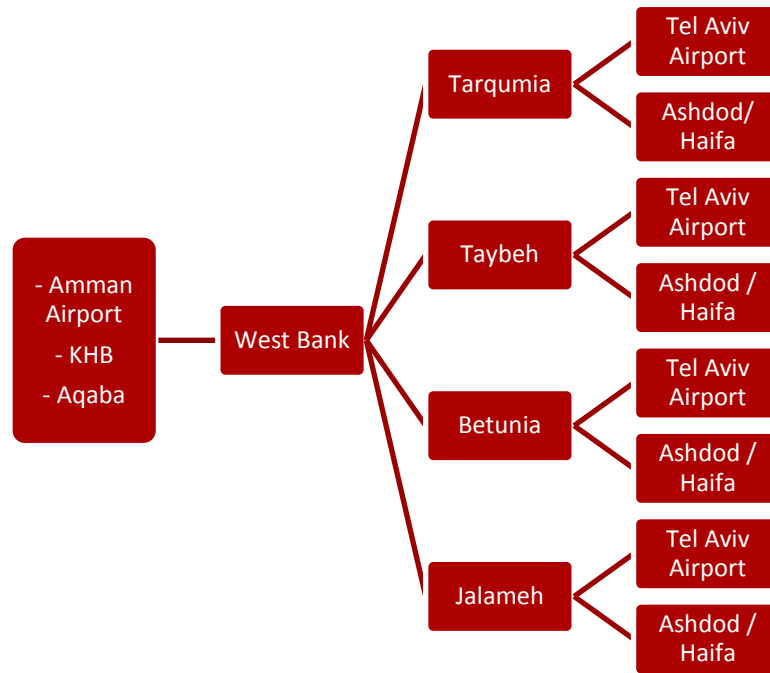 - Amman
Airport
- KHB
- Aqaba
West Bank
Tarqumia
Tel Aviv
Airport
Ashdod/
Haifa
Taybeh
Tel Aviv
Airport
Ashdod /
Haifa
Betunia
Tel Aviv
Airport
Ashdod /
Haifa
Jalameh
Tel Aviv
Airport
Ashdod /
Haifa